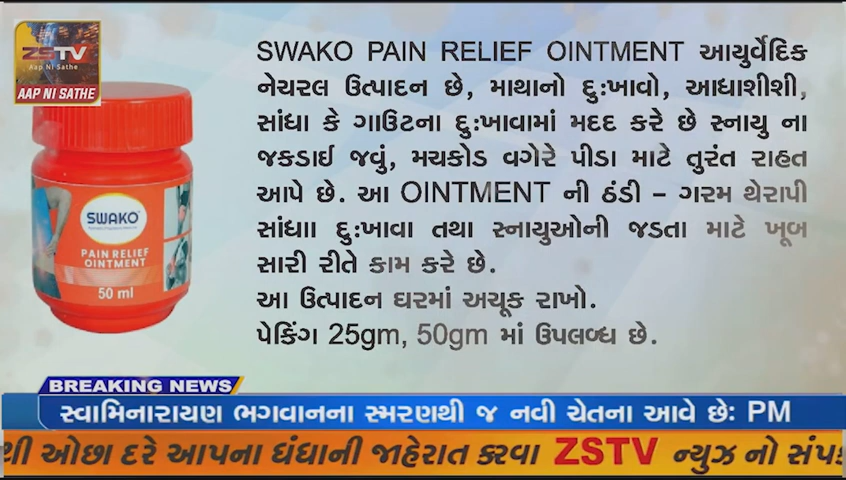 ZSTV
Aap Ni Sathe
AAP NI SATHE
SWAKO PAIN RELIEF OINTMENT આયુર્વેદિક
નેચરલ ઉત્પાદન છે, માથાનો દુઃખાવો, આધાશીશી,
સાંધા કે ગાઉટના દુઃખાવામાં મદદ કરે છે સ્નાયુ ના
જકડાઈ જવું, મચકોડ વગેરે પીડા માટે તુરંત રાહત
આપે છે. આ OINTMENT ની ઠંડી – ગરમ થેરાપી
સાંધાા દુઃખાવા તથા સ્નાયુઓની જડતા માટે ખૂબ
સારી રીતે કામ કરે છે.
આ ઉત્પાદન ઘરમાં અચૂક રાખો.
પેકિંગ 25gm, 50gm માં ઉપલબ્ધ છે.
SWAKO
PAIN RELIEF
OINTMENT
50 ml
BREAKING NEWS
સ્વામિનારાયણ ભગવાનના સ્મરણથી જ નવી ચેતના આવે છેઃ PM
થી ઓછા દરે આપના ધંધાની જાહેરાત કરવા ZSTV ન્યુઝ નો સંપક